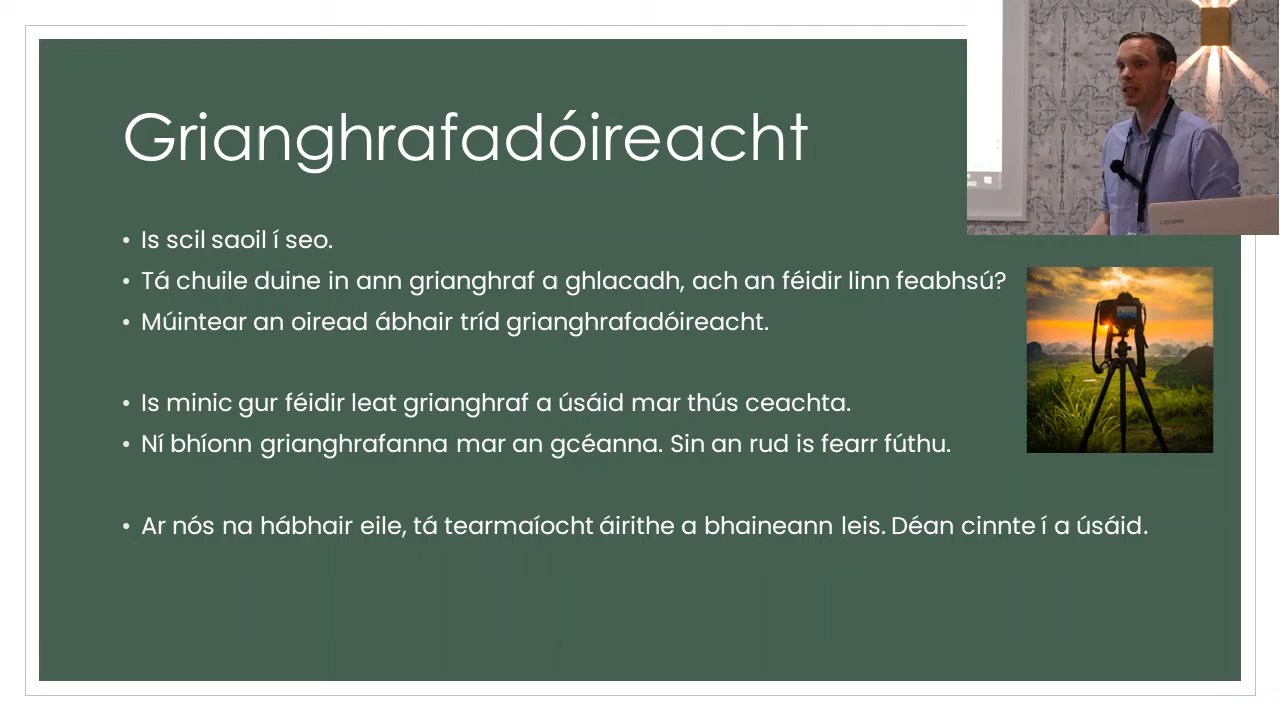 Grianghrafadóireacht
• Is scil saoil í seo.
• Tá chuile duine in ann grianghraf a ghlacadh, ach an féidir linn feabhsú?
• Múintear an oiread ábhair tríd grianghrafadóireacht.
• Is minic gur féidir leat grianghraf a úsáid mar thús ceachta.
• Ní bhíonn grianghrafanna mar an gcéanna. Sin an rud is fearr fúthu.
• Ar nós na hábhair eile, tá tearmaíocht áirithe a bhaineann leis. Déan cinnte í a úsáid.